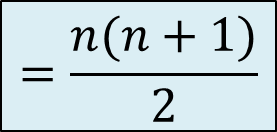 = n(n + 1) / 2